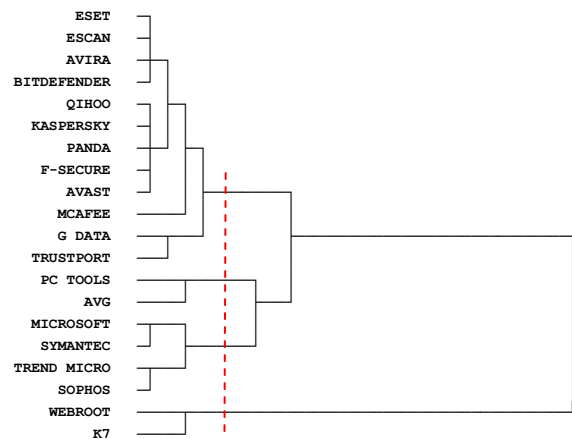 ESET
ESCAN
AVIRA
BITDEFENDER
QIHOO
KASPERSKY
PANDA
F-SECURE
AVAST
MCAFEE
G DATA
TRUSTPORT
PC TOOLS
AVG
MICROSOFT
SYMANTEC
TREND MICRO
SOPHOS
WEBROOT
K7